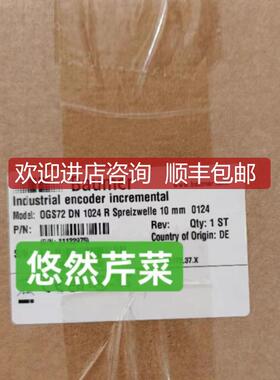 Baumer
欢迎进店咨询 顺丰包邮
Industrial encoder incremental
Model: OGS72 DN 1024 R Spreizwelle 10 mm 0124
P/N:
Rev: Qty: 1 ST
Country of Origin: DE
悠然芹菜